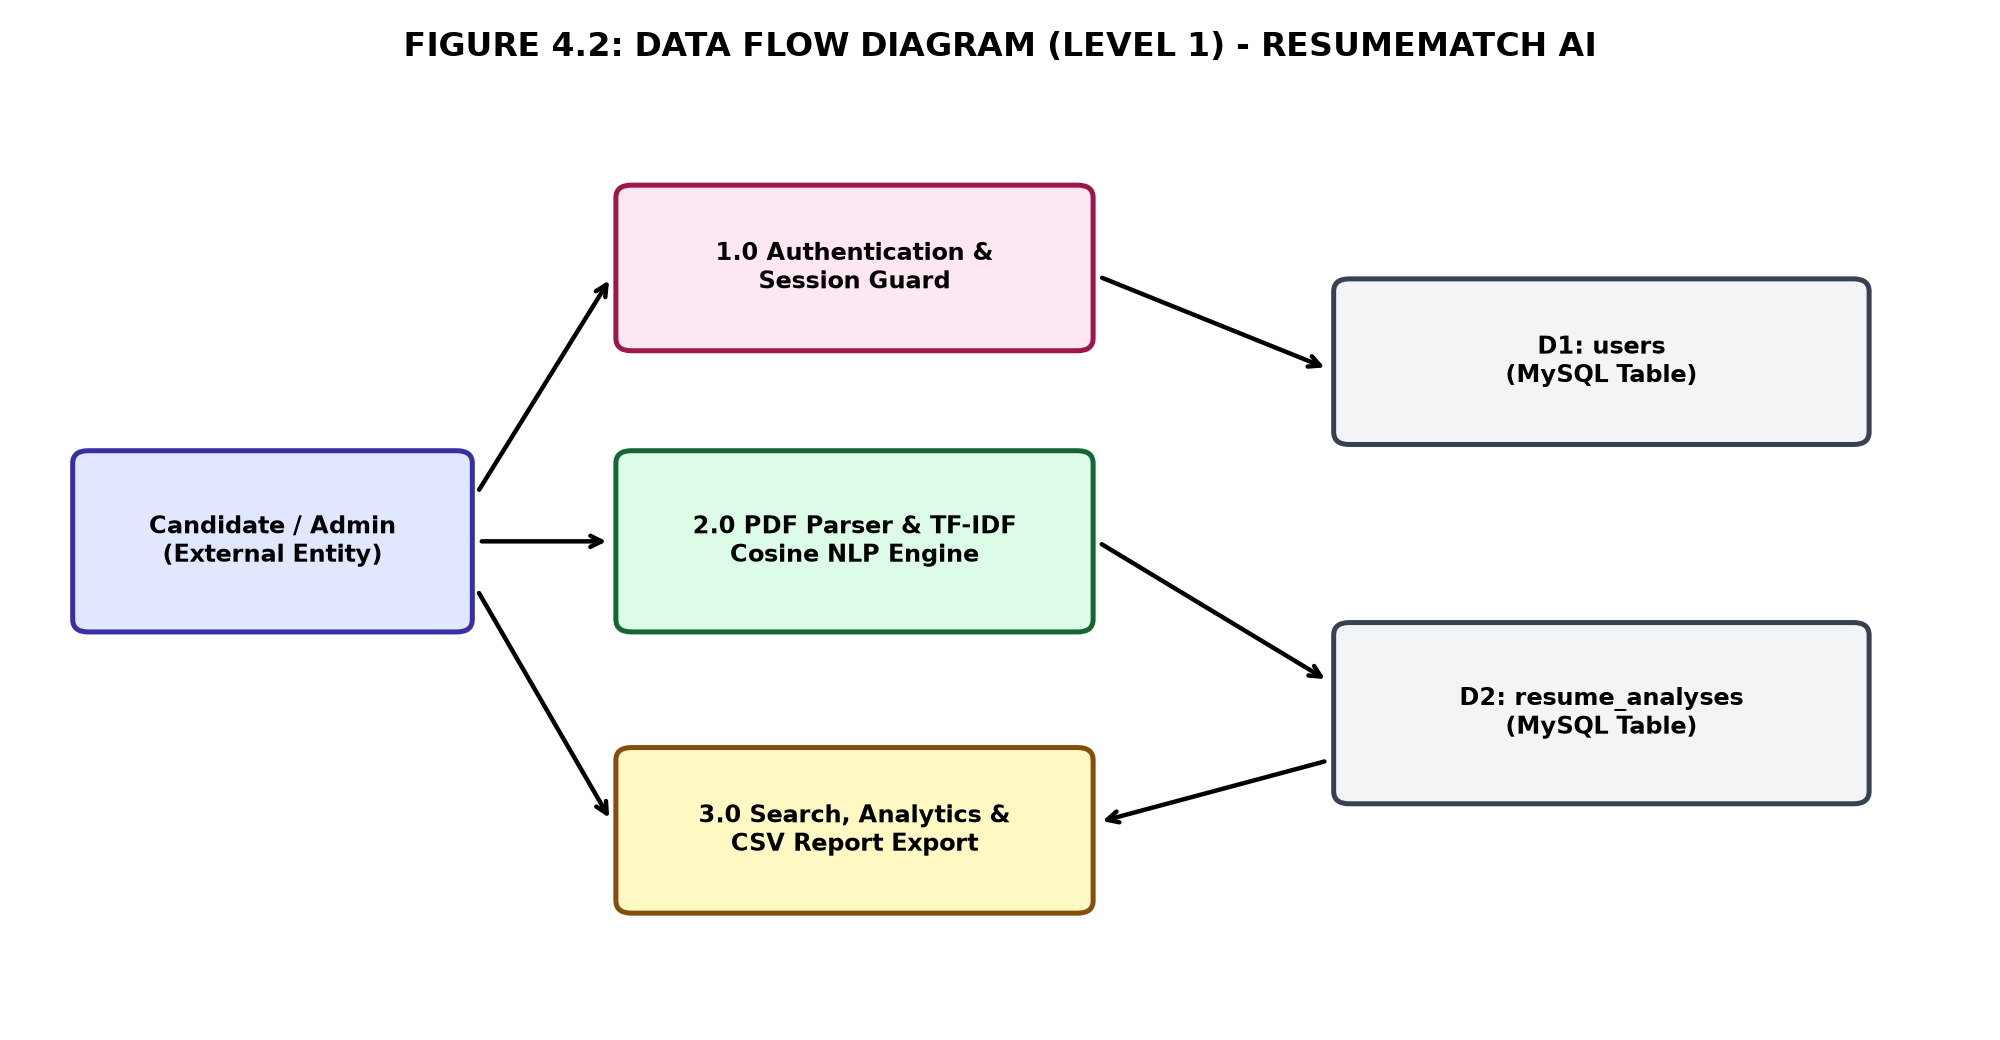 FIGURE 4.2: DATA FLOW DIAGRAM (LEVEL 1) - RESUMEMATCH AI
1.0 Authentication &
Session Guard
D1: users
(MySQL Table)
Candidate / Admin
(External Entity)
2.0 PDF Parser & TF-IDF
Cosine NLP Engine
D2: resume_analyses
(MySQL Table)
3.0 Search, Analytics &
CSV Report Export